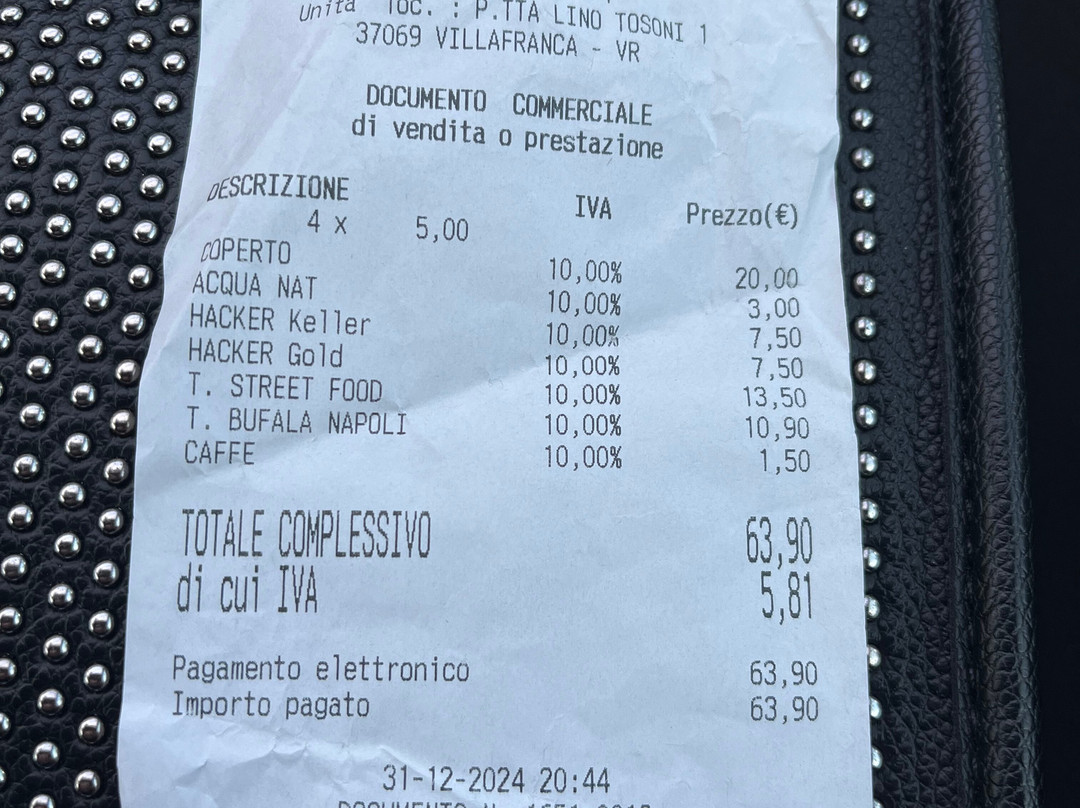 Unità loc. : P.TTA LINO TOSONI 1
37069 VILLAFRANCA - VR
DOCUMENTO COMMERCIALE
di vendita o prestazione
DESCRIZIONE IVA Prezzo(€)
4 x 5,00
COPERTO 10,00% 20,00
ACQUA NAT 10,00% 3,00
HACKER Keller 10,00% 7,50
HACKER Gold 10,00% 7,50
T. STREET FOOD 10,00% 13,50
T. BUFALA NAPOLI 10,00% 10,90
CAFFE 10,00% 1,50
TOTALE COMPLESSIVO 63,90
di cui IVA 5,81
Pagamento elettronico 63,90
Importo pagato 63,90
31-12-2024 20:44
DOCUMENTO N.